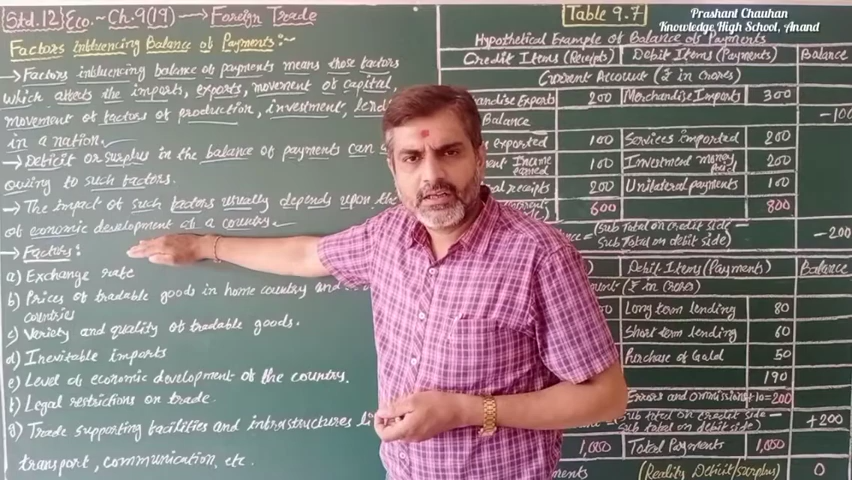 Std.12 Eco.~ Ch.9(19) → Foreign Trade
Factors Influencing Balance of Payments:~
→ Factors influencing balance of payments means those factors
which affects the imports, exports, movement of capital,
movement of factors of production, investment,
in a nation.
→ Deficit or surplus in the balance of payments can
owing to such factors.
→ The impact of such factors usually depends upon the
of economic development of a country.
→ Factors:
a) Exchange rate
b) Prices of tradable goods in home country and
countries
c) Variety and quality of tradable goods.
d) Inevitable imports
e) Level of economic development of the country.
f) Legal restrictions on trade.
g) Trade supporting facilities and infrastructures
transport, communication, etc.
Table 9.7
Prashant Chauhan
Knowledge High School, Anand
Hypothetical Example of Balance of Payments
Credit Items (Receipts) Debit Items (Payments) Balance
Current Account (₹ in crores)
Exports 200 Merchandise Imports 300
Balance -100
exported 100 Services imported 200
Income 100 Investment money paid 200
receipts 200 Unilateral payments 100
600 800
= (Sub Total on credit side - -200
Sub Total on debit side)
Debit Items (Payments) Balance
(₹ in crores)
Long term lending 80
Short term lending 60
Purchase of Gold 50
190
Errors and ommissions +10=200
Sub total on credit side - +200
Sub total on debit side)
1,000 Total Payments 1,000
(Reality Deficit/surplus) 0